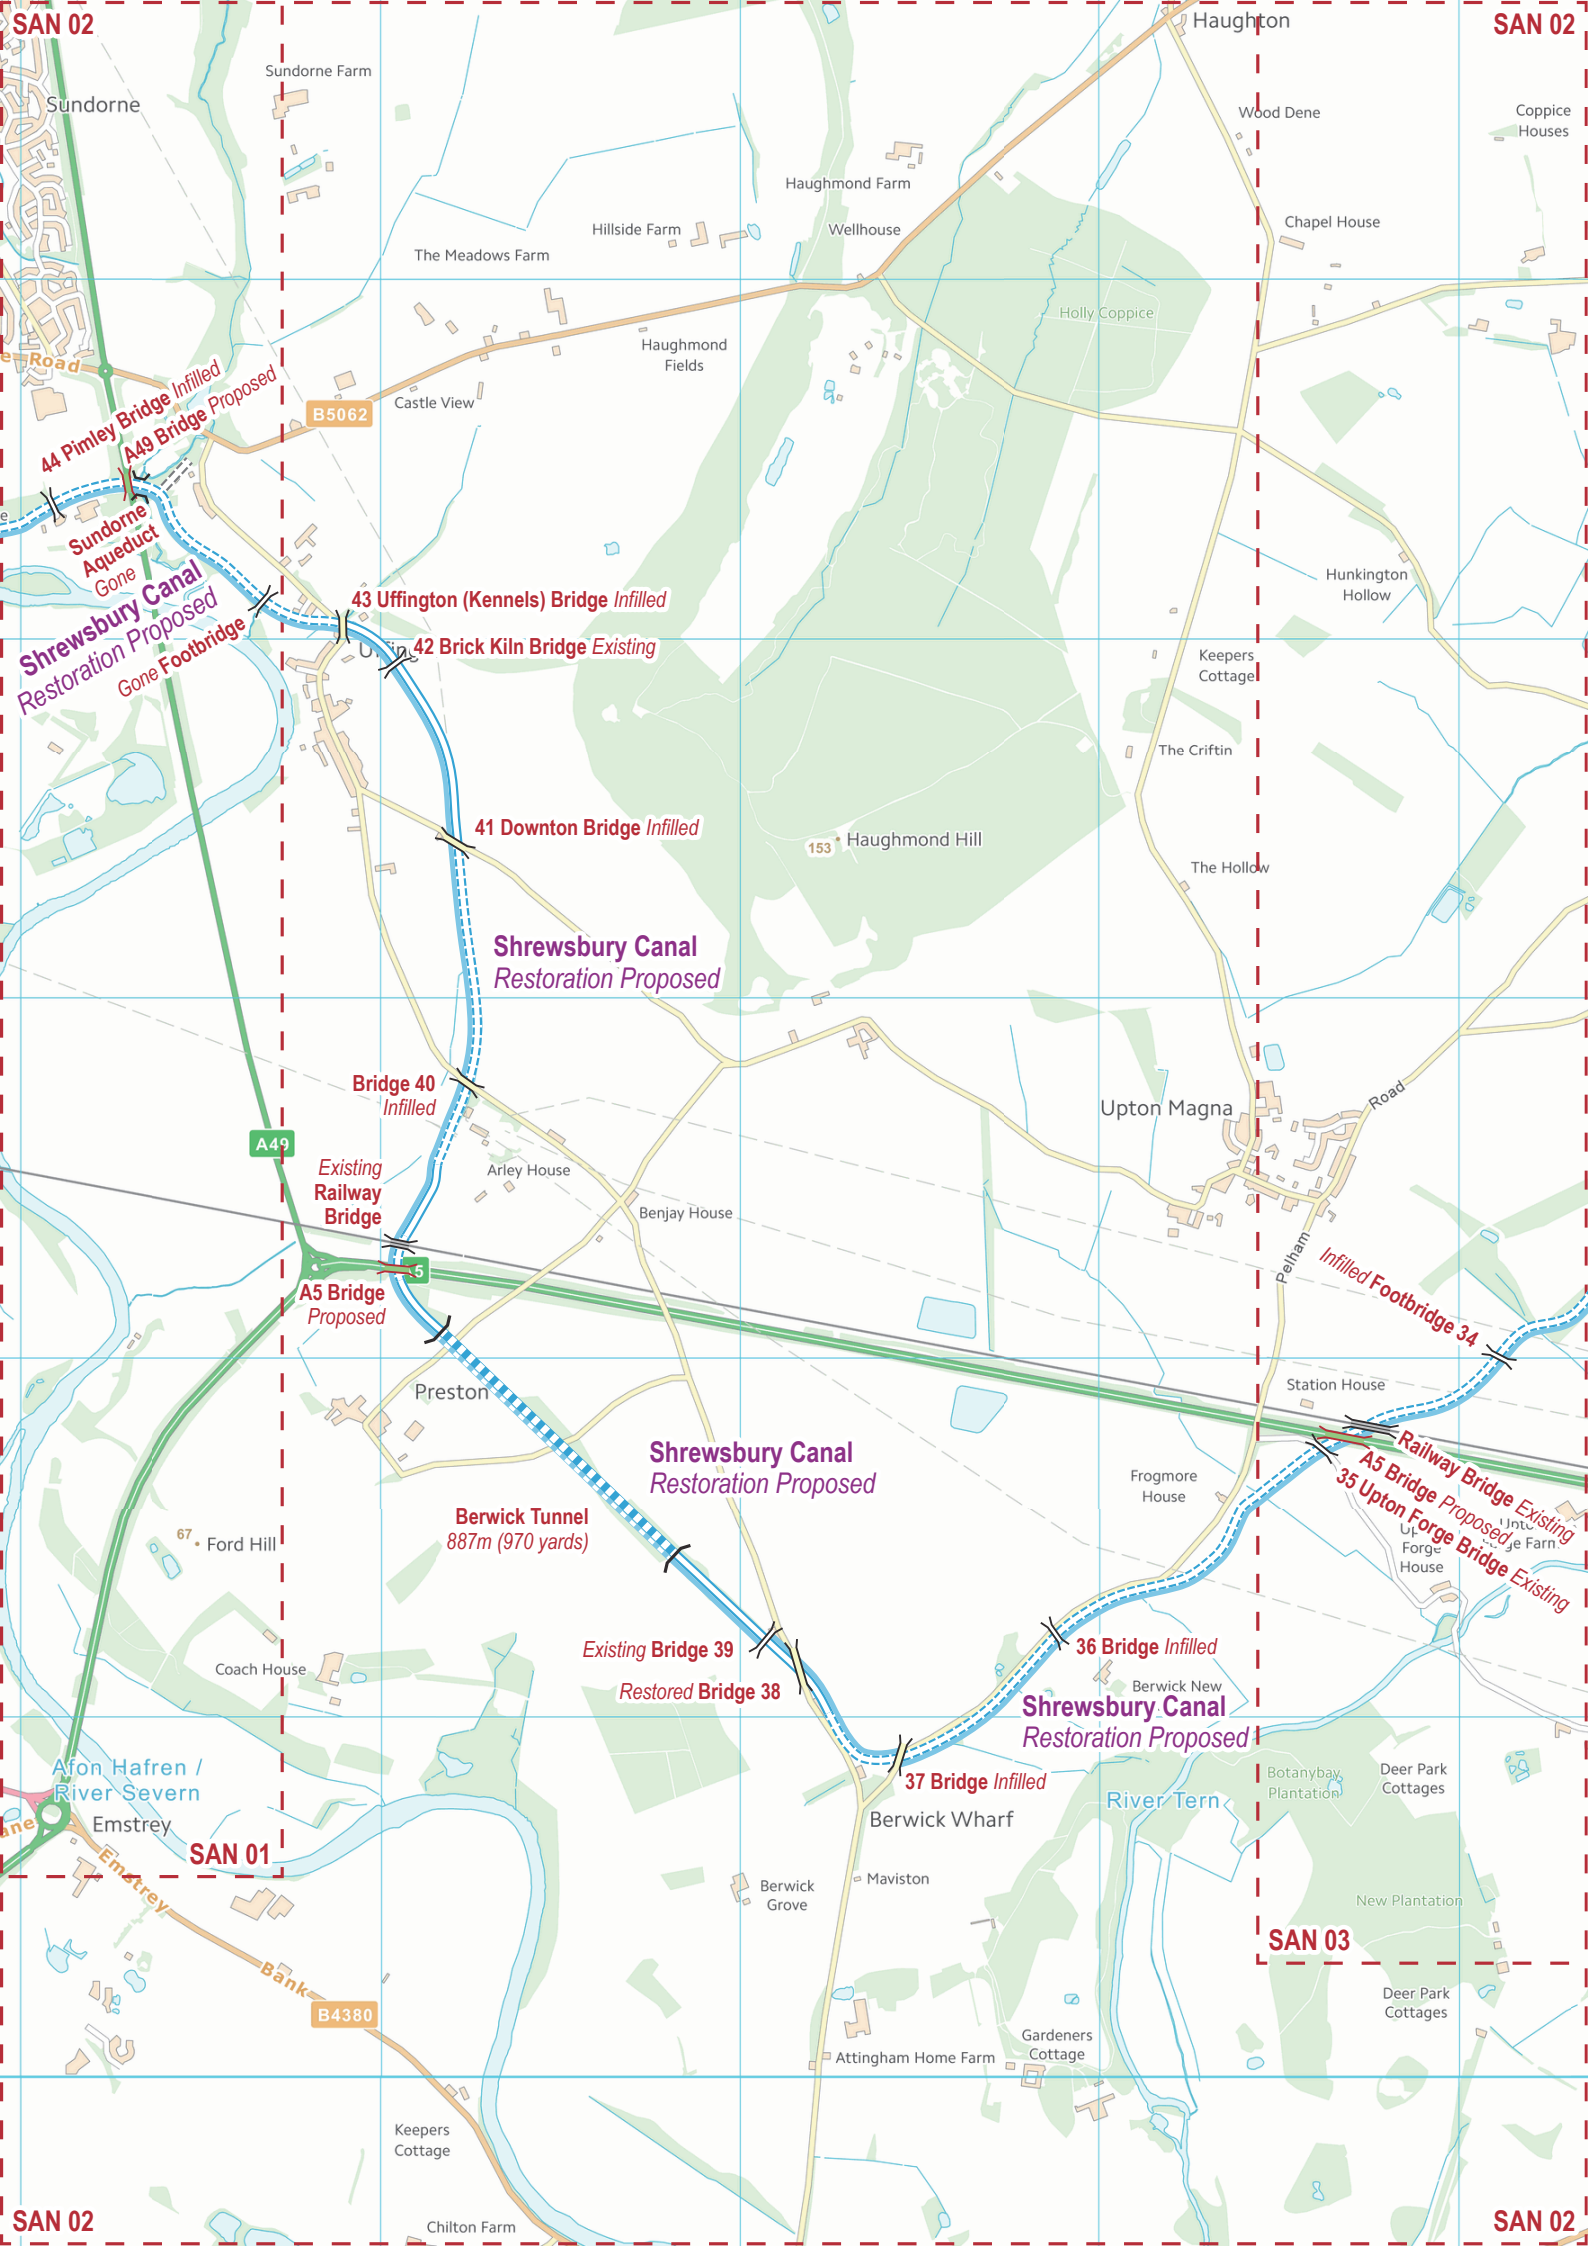 SAN 02
SAN 02
Haughton
Sundorne Farm
Sundorne
Wood Dene
Coppice
Houses
Haughmond Farm
Hillside Farm
Wellhouse
Chapel House
The Meadows Farm
Holly Coppice
Haughmond
Fields
Road
44 Pimley Bridge Infilled
A49 Bridge Proposed
Castle View
B5062
Sundorne
Aqueduct
Gone
Shrewsbury Canal
Restoration Proposed
Gone Footbridge
Hunkington
Hollow
43 Uffington (Kennels) Bridge Infilled
42 Brick Kiln Bridge Existing
Keepers
Cottage
The Criftin
41 Downton Bridge Infilled
153
Haughmond Hill
The Hollow
Shrewsbury Canal
Restoration Proposed
Bridge 40
Infilled
Upton Magna
Road
A49
Existing
Railway
Bridge
Arley House
Benjay House
Pelham
Infilled Footbridge 34
5
A5 Bridge
Proposed
Preston
Station House
Shrewsbury Canal
Restoration Proposed
Railway Bridge Existing
A5 Bridge Proposed
35 Upton Forge Bridge Existing
Frogmore
House
Berwick Tunnel
887m (970 yards)
67
Ford Hill
Forge
House
Existing Bridge 39
36 Bridge Infilled
Coach House
Restored Bridge 38
Berwick New
Shrewsbury Canal
Restoration Proposed
Afon Hafren /
River Severn
37 Bridge Infilled
Botanybay
Plantation
Deer Park
Cottages
River Tern
Emstrey
Berwick Wharf
SAN 01
Emstrey
Bank
Berwick
Grove
Maviston
New Plantation
SAN 03
B4380
Deer Park
Cottages
Gardeners
Cottage
Attingham Home Farm
Keepers
Cottage
Chilton Farm
SAN 02
SAN 02